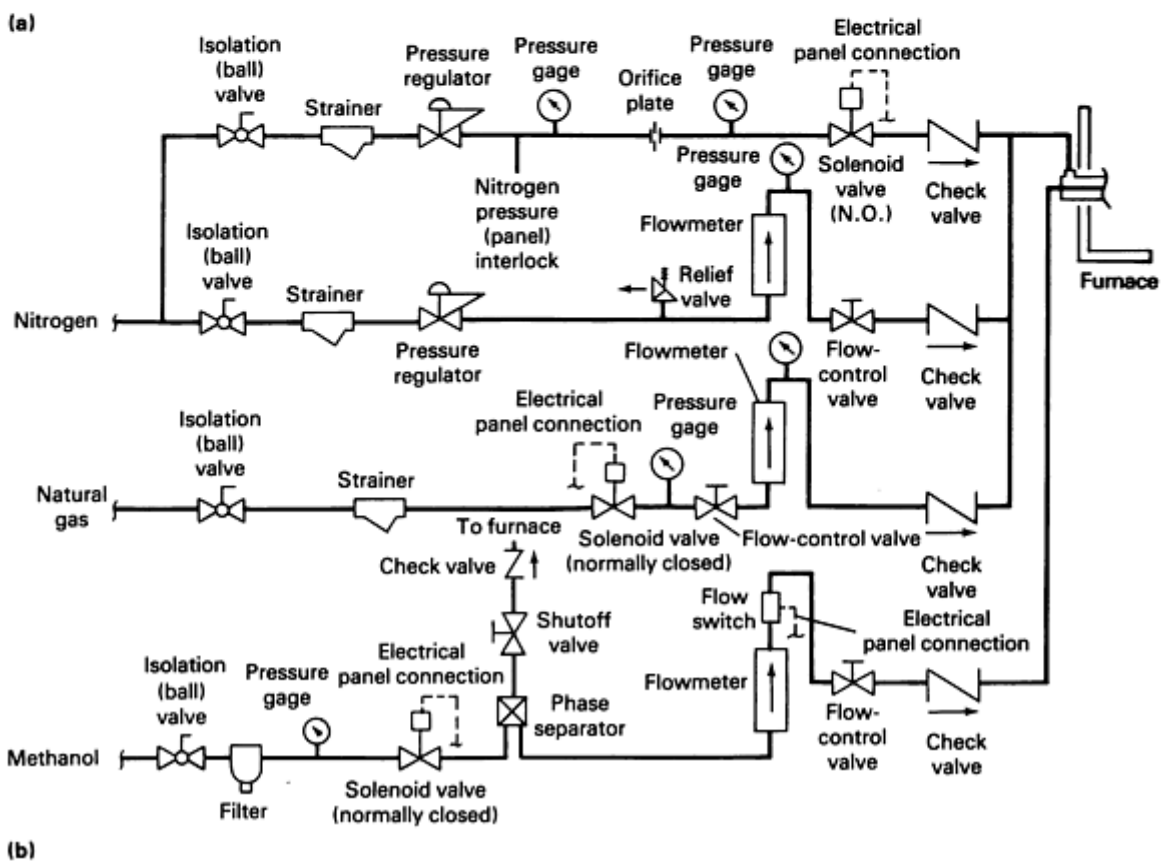 (a)
Isolation
(ball)
valve
Strainer
Pressure
regulator
Pressure
gage
Orifice
plate
Pressure
gage
Electrical
panel connection
Nitrogen
pressure
(panel)
interlock
Pressure
gage
Solenoid
valve
(N.O.)
Check
valve
Flowmeter
Isolation
(ball)
valve
Strainer
Relief
valve
Furnace
Nitrogen
Pressure
regulator
Flowmeter
Flow-
control
valve
Check
valve
Electrical
panel connection
Pressure
gage
Isolation
(ball)
valve
Strainer
Natural
gas
To furnace
Solenoid valve
(normally closed)
Flow-control valve
Check
valve
Check valve
Flow
switch
Electrical
panel connection
Shutoff
valve
Isolation
(ball)
valve
Pressure
gage
Electrical
panel connection
Flowmeter
Phase
separator
Methanol
Flow-
control
valve
Check
valve
Filter
Solenoid valve
(normally closed)
(b)